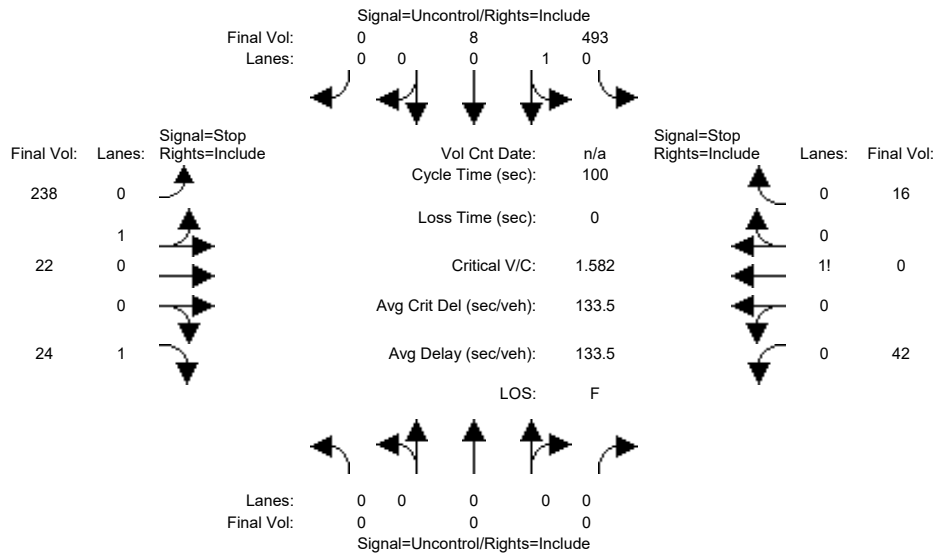 Signal=Uncontrol/Rights=Include
Final Vol: 0 8 493
Lanes: 0 0 0 1 0
Signal=Stop
Final Vol: Lanes: Rights=Include
Vol Cnt Date: n/a
Signal=Stop
Rights=Include Lanes: Final Vol:
Cycle Time (sec): 100
238 0
0 16
Loss Time (sec): 0
1
0
22 0
Critical V/C: 1.582
1! 0
0
Avg Crit Del (sec/veh): 133.5
0
24 1
Avg Delay (sec/veh): 133.5
0 42
LOS: F
Lanes: 0 0 0 0 0
Final Vol: 0 0 0
Signal=Uncontrol/Rights=Include